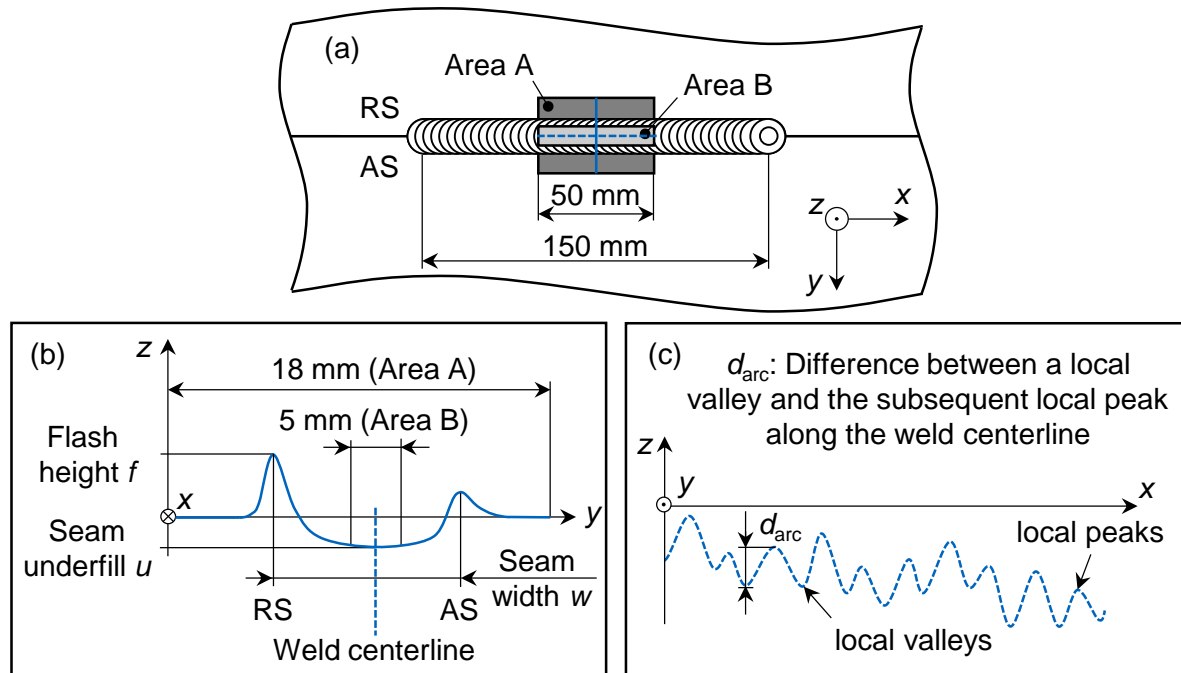 (a)
Area A
Area B
RS
AS
50 mm
150 mm
z
x
y
(b)
z
18 mm (Area A)
5 mm (Area B)
Flash
height f
x
y
Seam
underfill u
Seam
width w
RS
AS
Weld centerline
(c)
d_arc: Difference between a local
valley and the subsequent local peak
along the weld centerline
z
y
x
d_arc
local peaks
local valleys